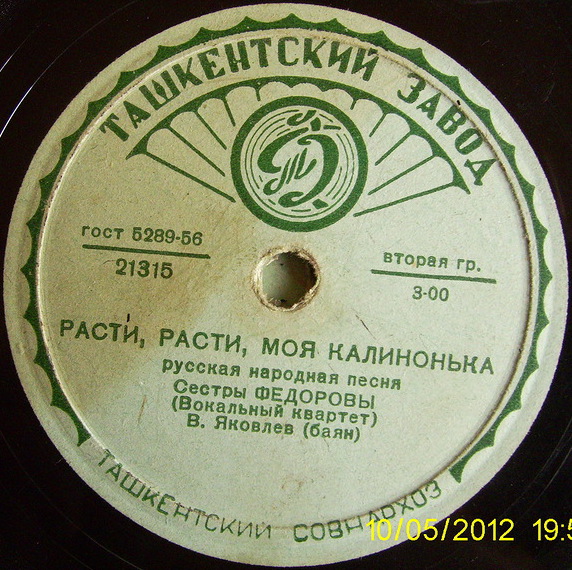 ТАШКЕНТСКИЙ ЗАВОД
гост 5289-56
21315
вторая гр.
3-00
РАСТИ, РАСТИ, МОЯ КАЛИНОНЬКА
русская народная песня
Сестры ФЕДОРОВЫ
(Вокальный квартет)
В. Яковлев (баян)
ТАШКЕНТСКИЙ СОВНАРХОЗ
10/05/2012 19:5